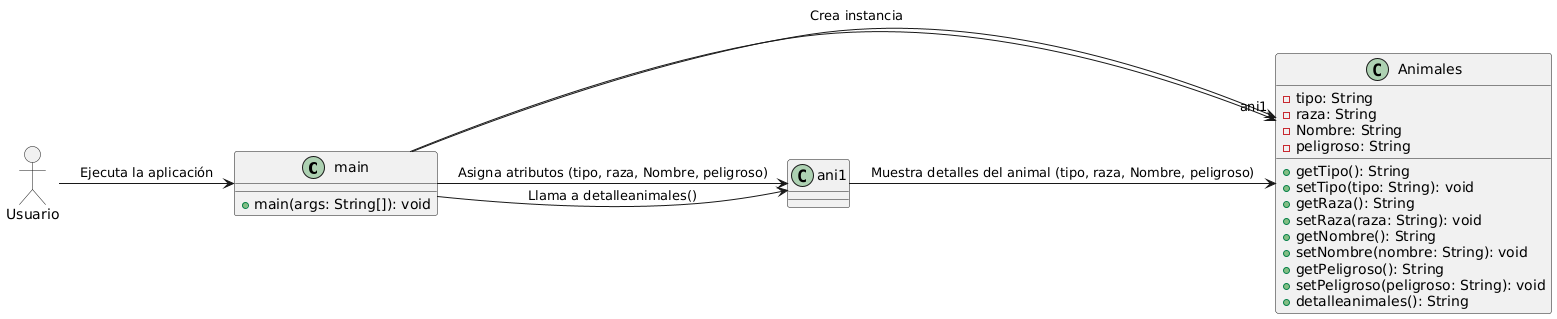 Crea instancia
C Animales
ani1
tipo: String
raza: String
Nombre: String
peligroso: String
Ejecuta la aplicación
C main
Asigna atributos (tipo, raza, Nombre, peligroso)
C ani1
Muestra detalles del animal (tipo, raza, Nombre, peligroso)
getTipo(): String
setTipo(tipo: String): void
Llama a detalleanimales()
getRaza(): String
main(args: String[]): void
setRaza(raza: String): void
Usuario
getNombre(): String
setNombre(nombre: String): void
getPeligroso(): String
setPeligroso(peligroso: String): void
detalleanimales(): String